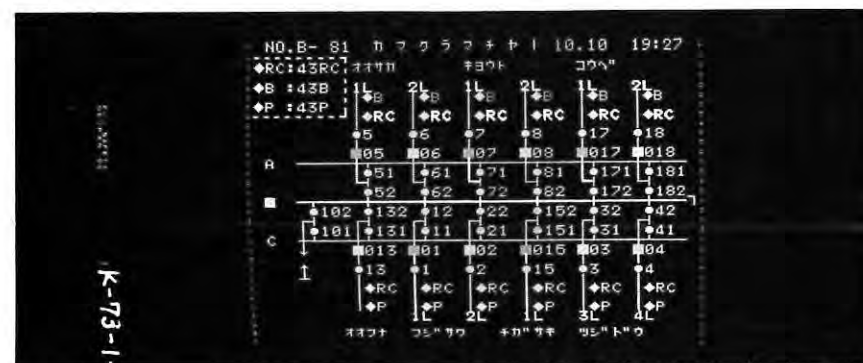 NO.B- 81 カマクラマチヤー 10.10 19:27
◆RC:43RC オオサカ キヨウト コウベ"
◆B :43B 1L 2L 1L 2L 1L 2L
◆B ◆B ◆B ◆B ◆B ◆B
◆P :43P ◆RC ◆RC ◆RC ◆RC ◆RC ◆RC
5 6 7 8 17 18
05 06 07 08 017 018
A
51 61 71 81 171 181
52 62 72 82 172 182
B
102 132 12 22 152 32 42
101 131 11 21 151 31 41
C
013 01 02 015 03 04
13 1 2 15 3 4
◆RC ◆RC ◆RC ◆RC ◆RC ◆RC
◆P ◆P ◆P ◆P ◆P ◆P
1L 2L 1L 3L 4L
オオフナ フシ"サワ チカ"サキ ツシ"ト"ウ
K-73-1